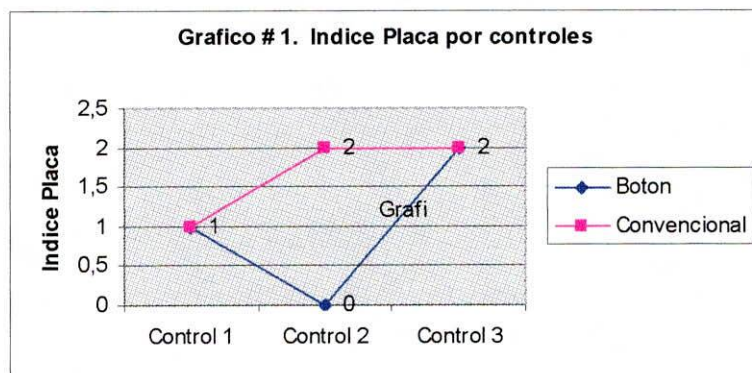 Grafico # 1. Indice Placa por controles
Indice Placa
2,5
2
1,5
1
0,5
0
1
2
0
2
Grafi
Control 1 Control 2 Control 3
Boton
Convencional